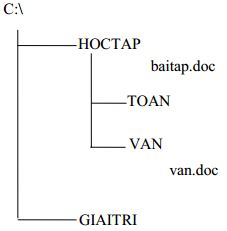 C:\
HOCTAP
baitap.doc
TOAN
VAN
van.doc
GIAITRI